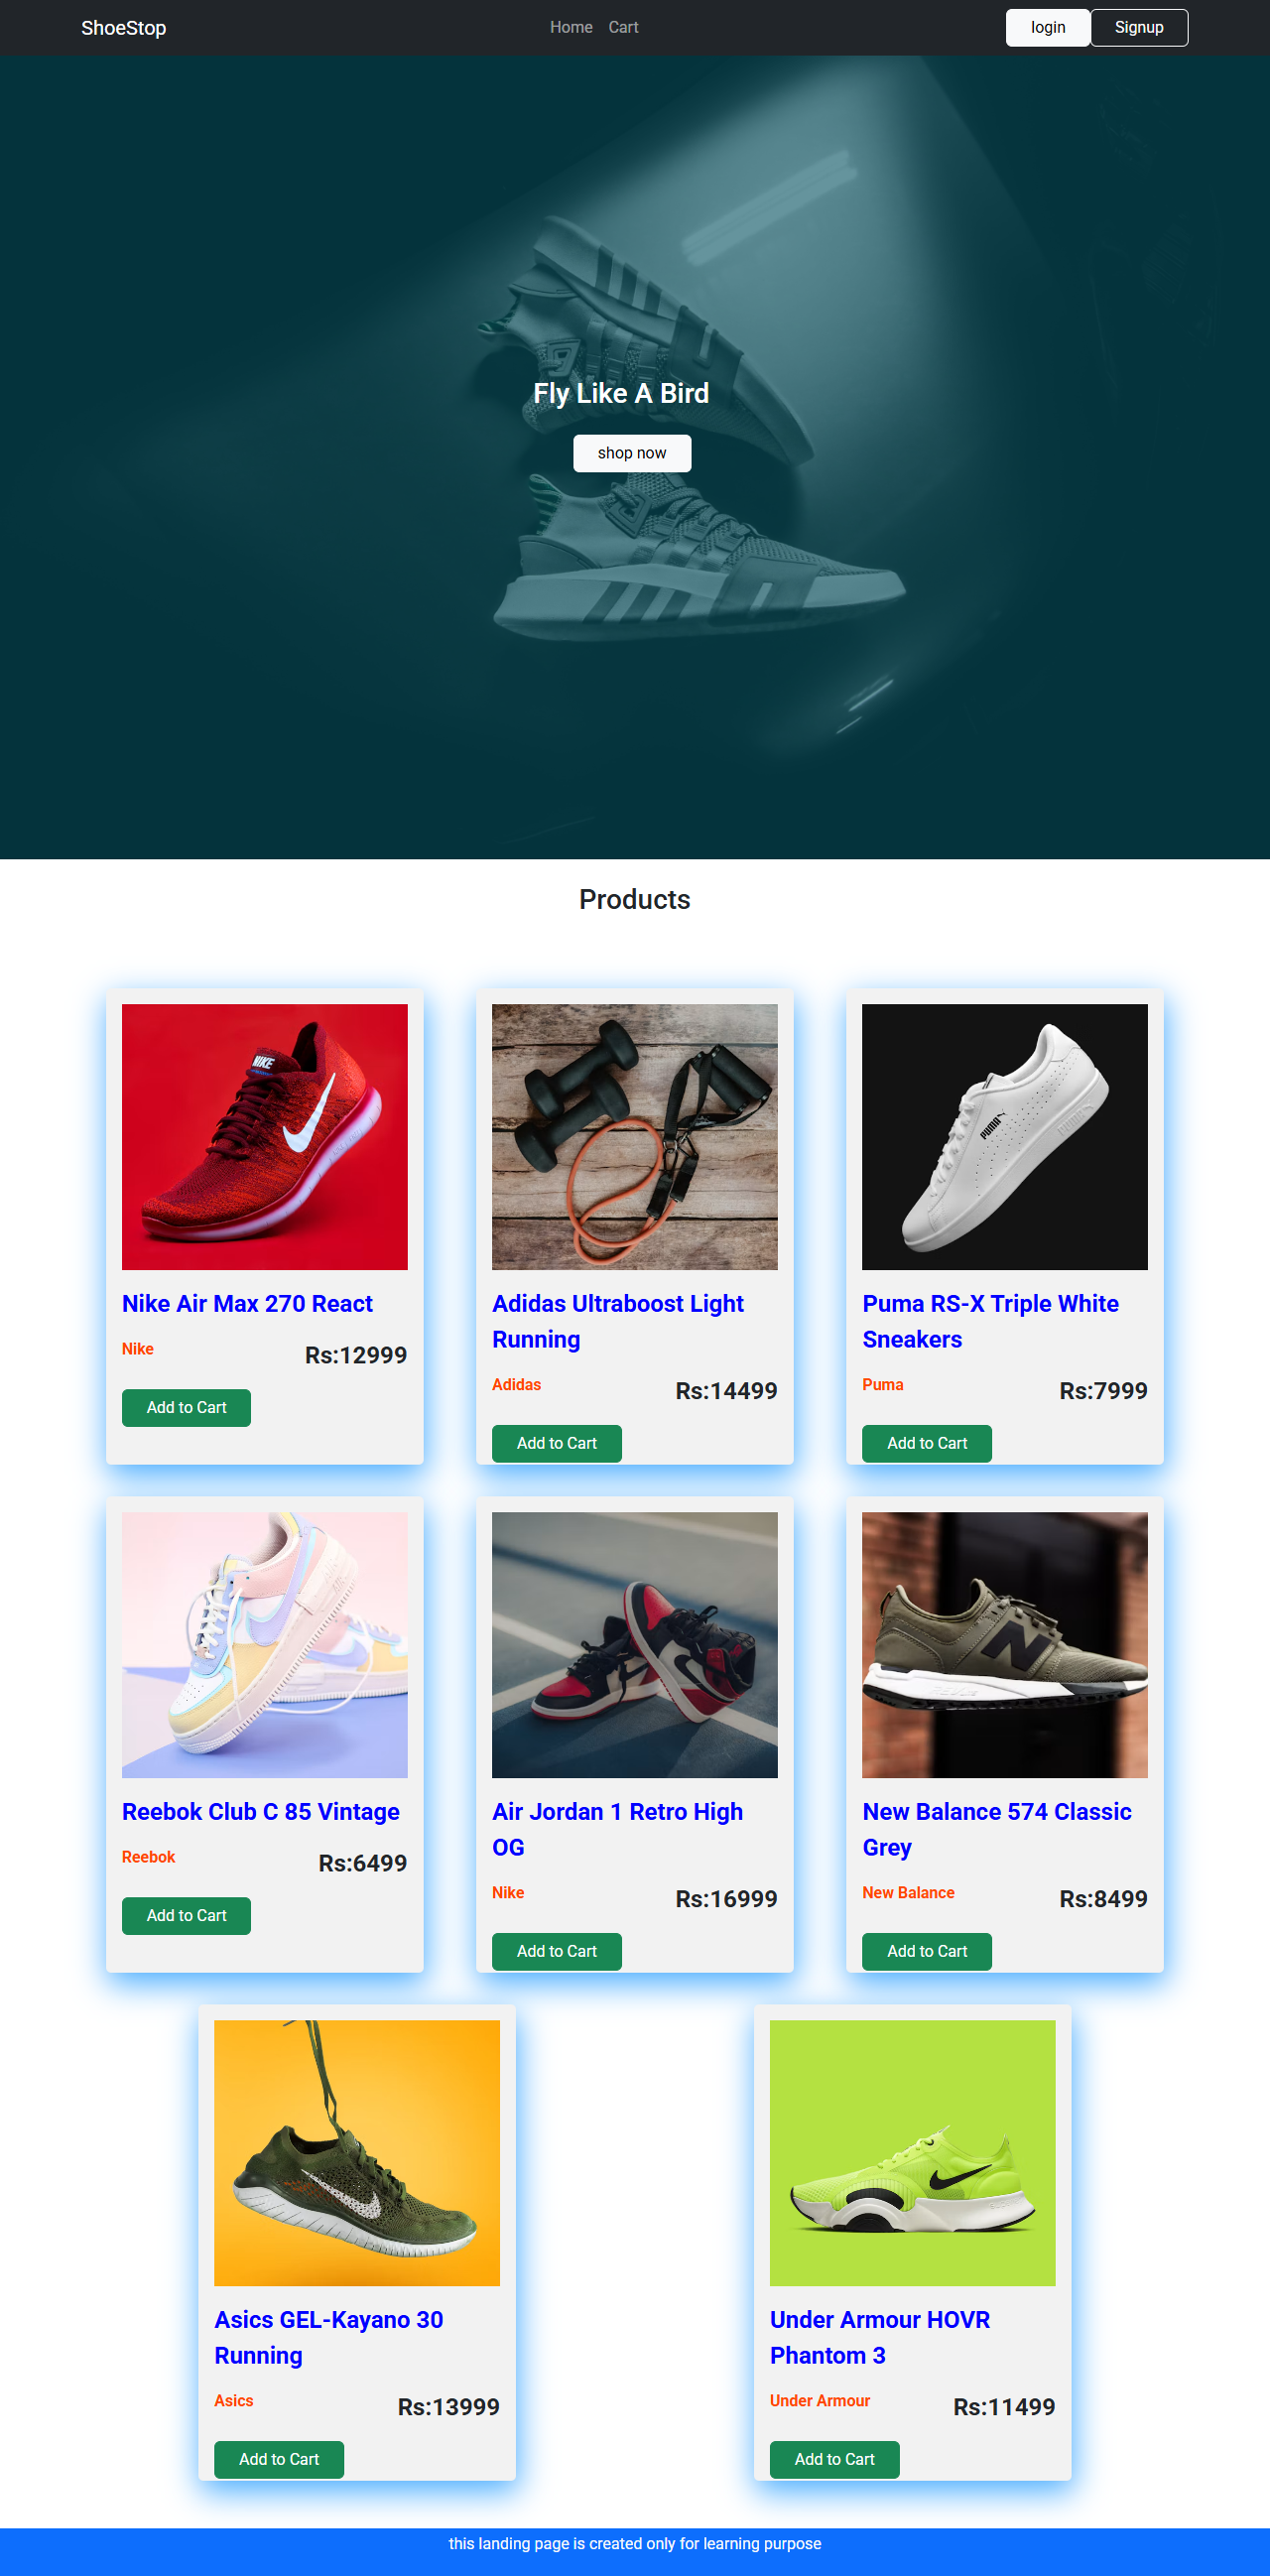 ShoeStop
Home Cart
login Signup
Fly Like A Bird
shop now
Products
NIKE
PUMA
Nike Air Max 270 React
Nike Rs:12999
Add to Cart
Adidas Ultraboost Light
Running
Adidas Rs:14499
Add to Cart
Puma RS-X Triple White
Sneakers
Puma Rs:7999
Add to Cart
Reebok Club C 85 Vintage
Reebok Rs:6499
Add to Cart
Air Jordan 1 Retro High
OG
Nike Rs:16999
Add to Cart
N
New Balance 574 Classic
Grey
New Balance Rs:8499
Add to Cart
Asics GEL-Kayano 30
Running
Asics Rs:13999
Add to Cart
Under Armour HOVR
Phantom 3
Under Armour Rs:11499
Add to Cart
this landing page is created only for learning purpose